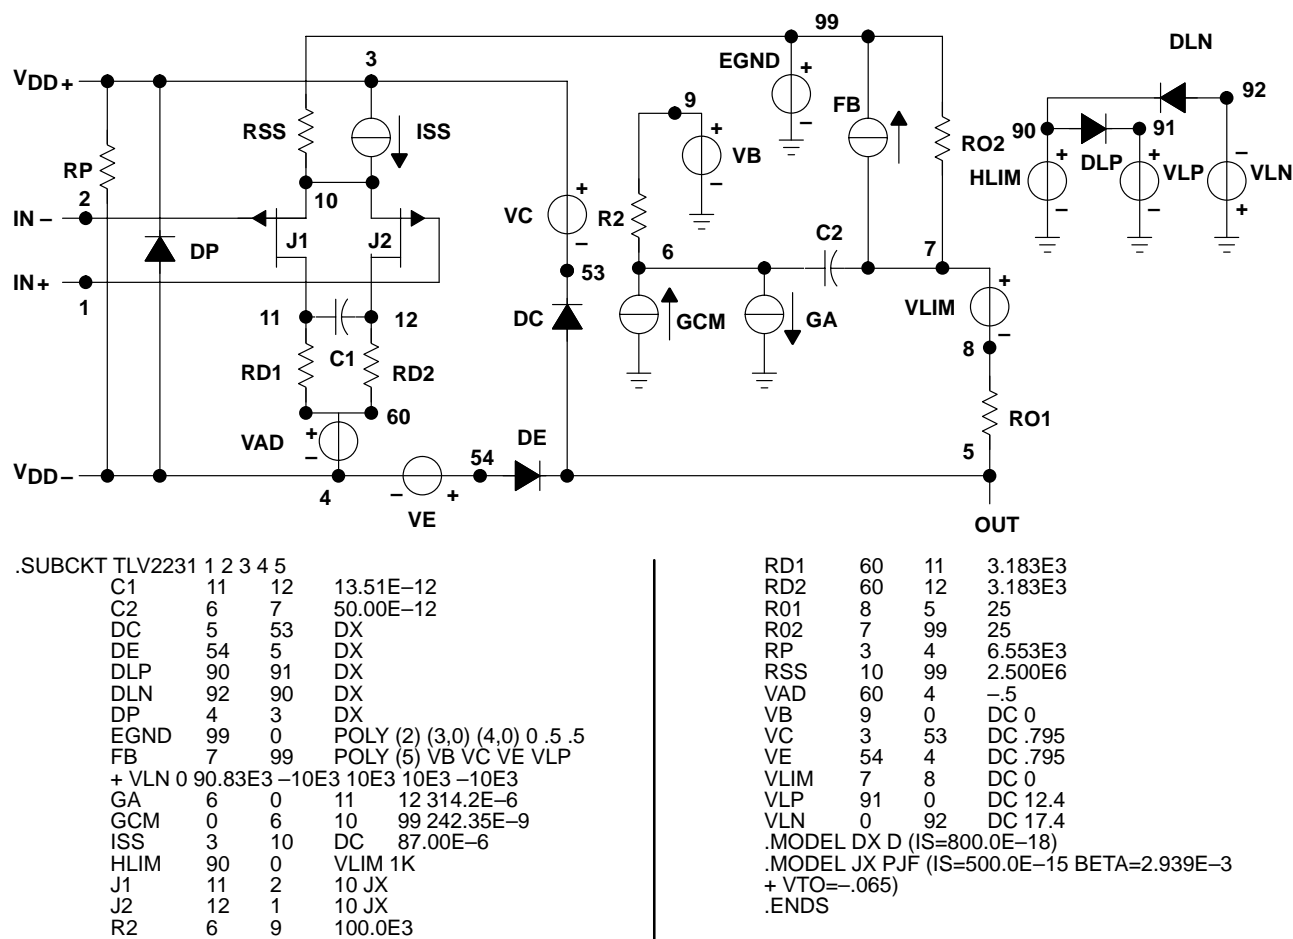 99
DLN
3
VDD+
EGND
+
–
9
FB
92
RSS
ISS
RP
+
VB
–
RO2
90
91
DLP
+
HLIM
–
+
VLP
–
–
VLN
+
2
10
IN–
J1
J2
DP
VC
+
–
R2
C2
6
7
IN+
1
53
11
12
C1
DC
GCM
GA
VLIM
+
–
8
RD1
RD2
60
VAD
+
–
RO1
DE
54
5
VDD–
4
–
+
VE
OUT
.SUBCKT TLV2231 1 2 3 4 5
C1 11 12 13.51E–12
C2 6 7 50.00E–12
DC 5 53 DX
DE 54 5 DX
DLP 90 91 DX
DLN 92 90 DX
DP 4 3 DX
EGND 99 0 POLY (2) (3,0) (4,0) 0 .5 .5
FB 7 99 POLY (5) VB VC VE VLP
+ VLN 0 90.83E3 –10E3 10E3 10E3 –10E3
GA 6 0 11 12 314.2E–6
GCM 0 6 10 99 242.35E–9
ISS 3 10 DC 87.00E–6
HLIM 90 0 VLIM 1K
J1 11 2 10 JX
J2 12 1 10 JX
R2 6 9 100.0E3
RD1 60 11 3.183E3
RD2 60 12 3.183E3
R01 8 5 25
R02 7 99 25
RP 3 4 6.553E3
RSS 10 99 2.500E6
VAD 60 4 –.5
VB 9 0 DC 0
VC 3 53 DC .795
VE 54 4 DC .795
VLIM 7 8 DC 0
VLP 91 0 DC 12.4
VLN 0 92 DC 17.4
.MODEL DX D (IS=800.0E–18)
.MODEL JX PJF (IS=500.0E–15 BETA=2.939E–3
+ VTO=–.065)
.ENDS